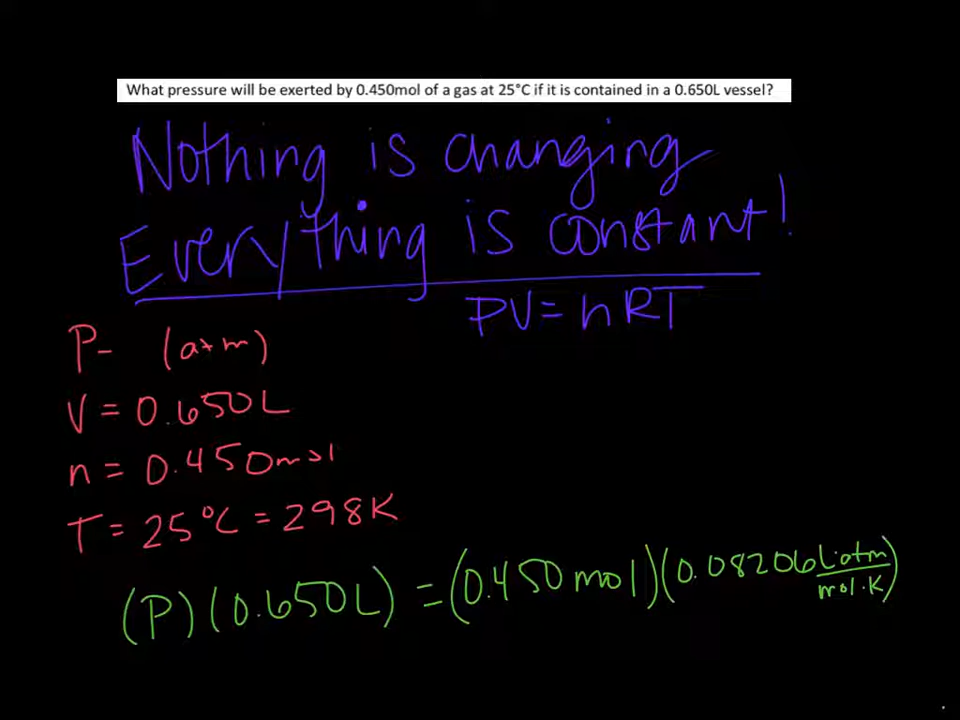 What pressure will be exerted by 0.450mol of a gas at 25°C if it is contained in a 0.650L vessel?
Nothing is changing
Everything is constant!
PV = nRT
P- (atm)
V = 0.650L
n = 0.450mol
T = 25°C = 298K
(P)(0.650L) = (0.450 mol)(0.08206 L·atm/mol·K)